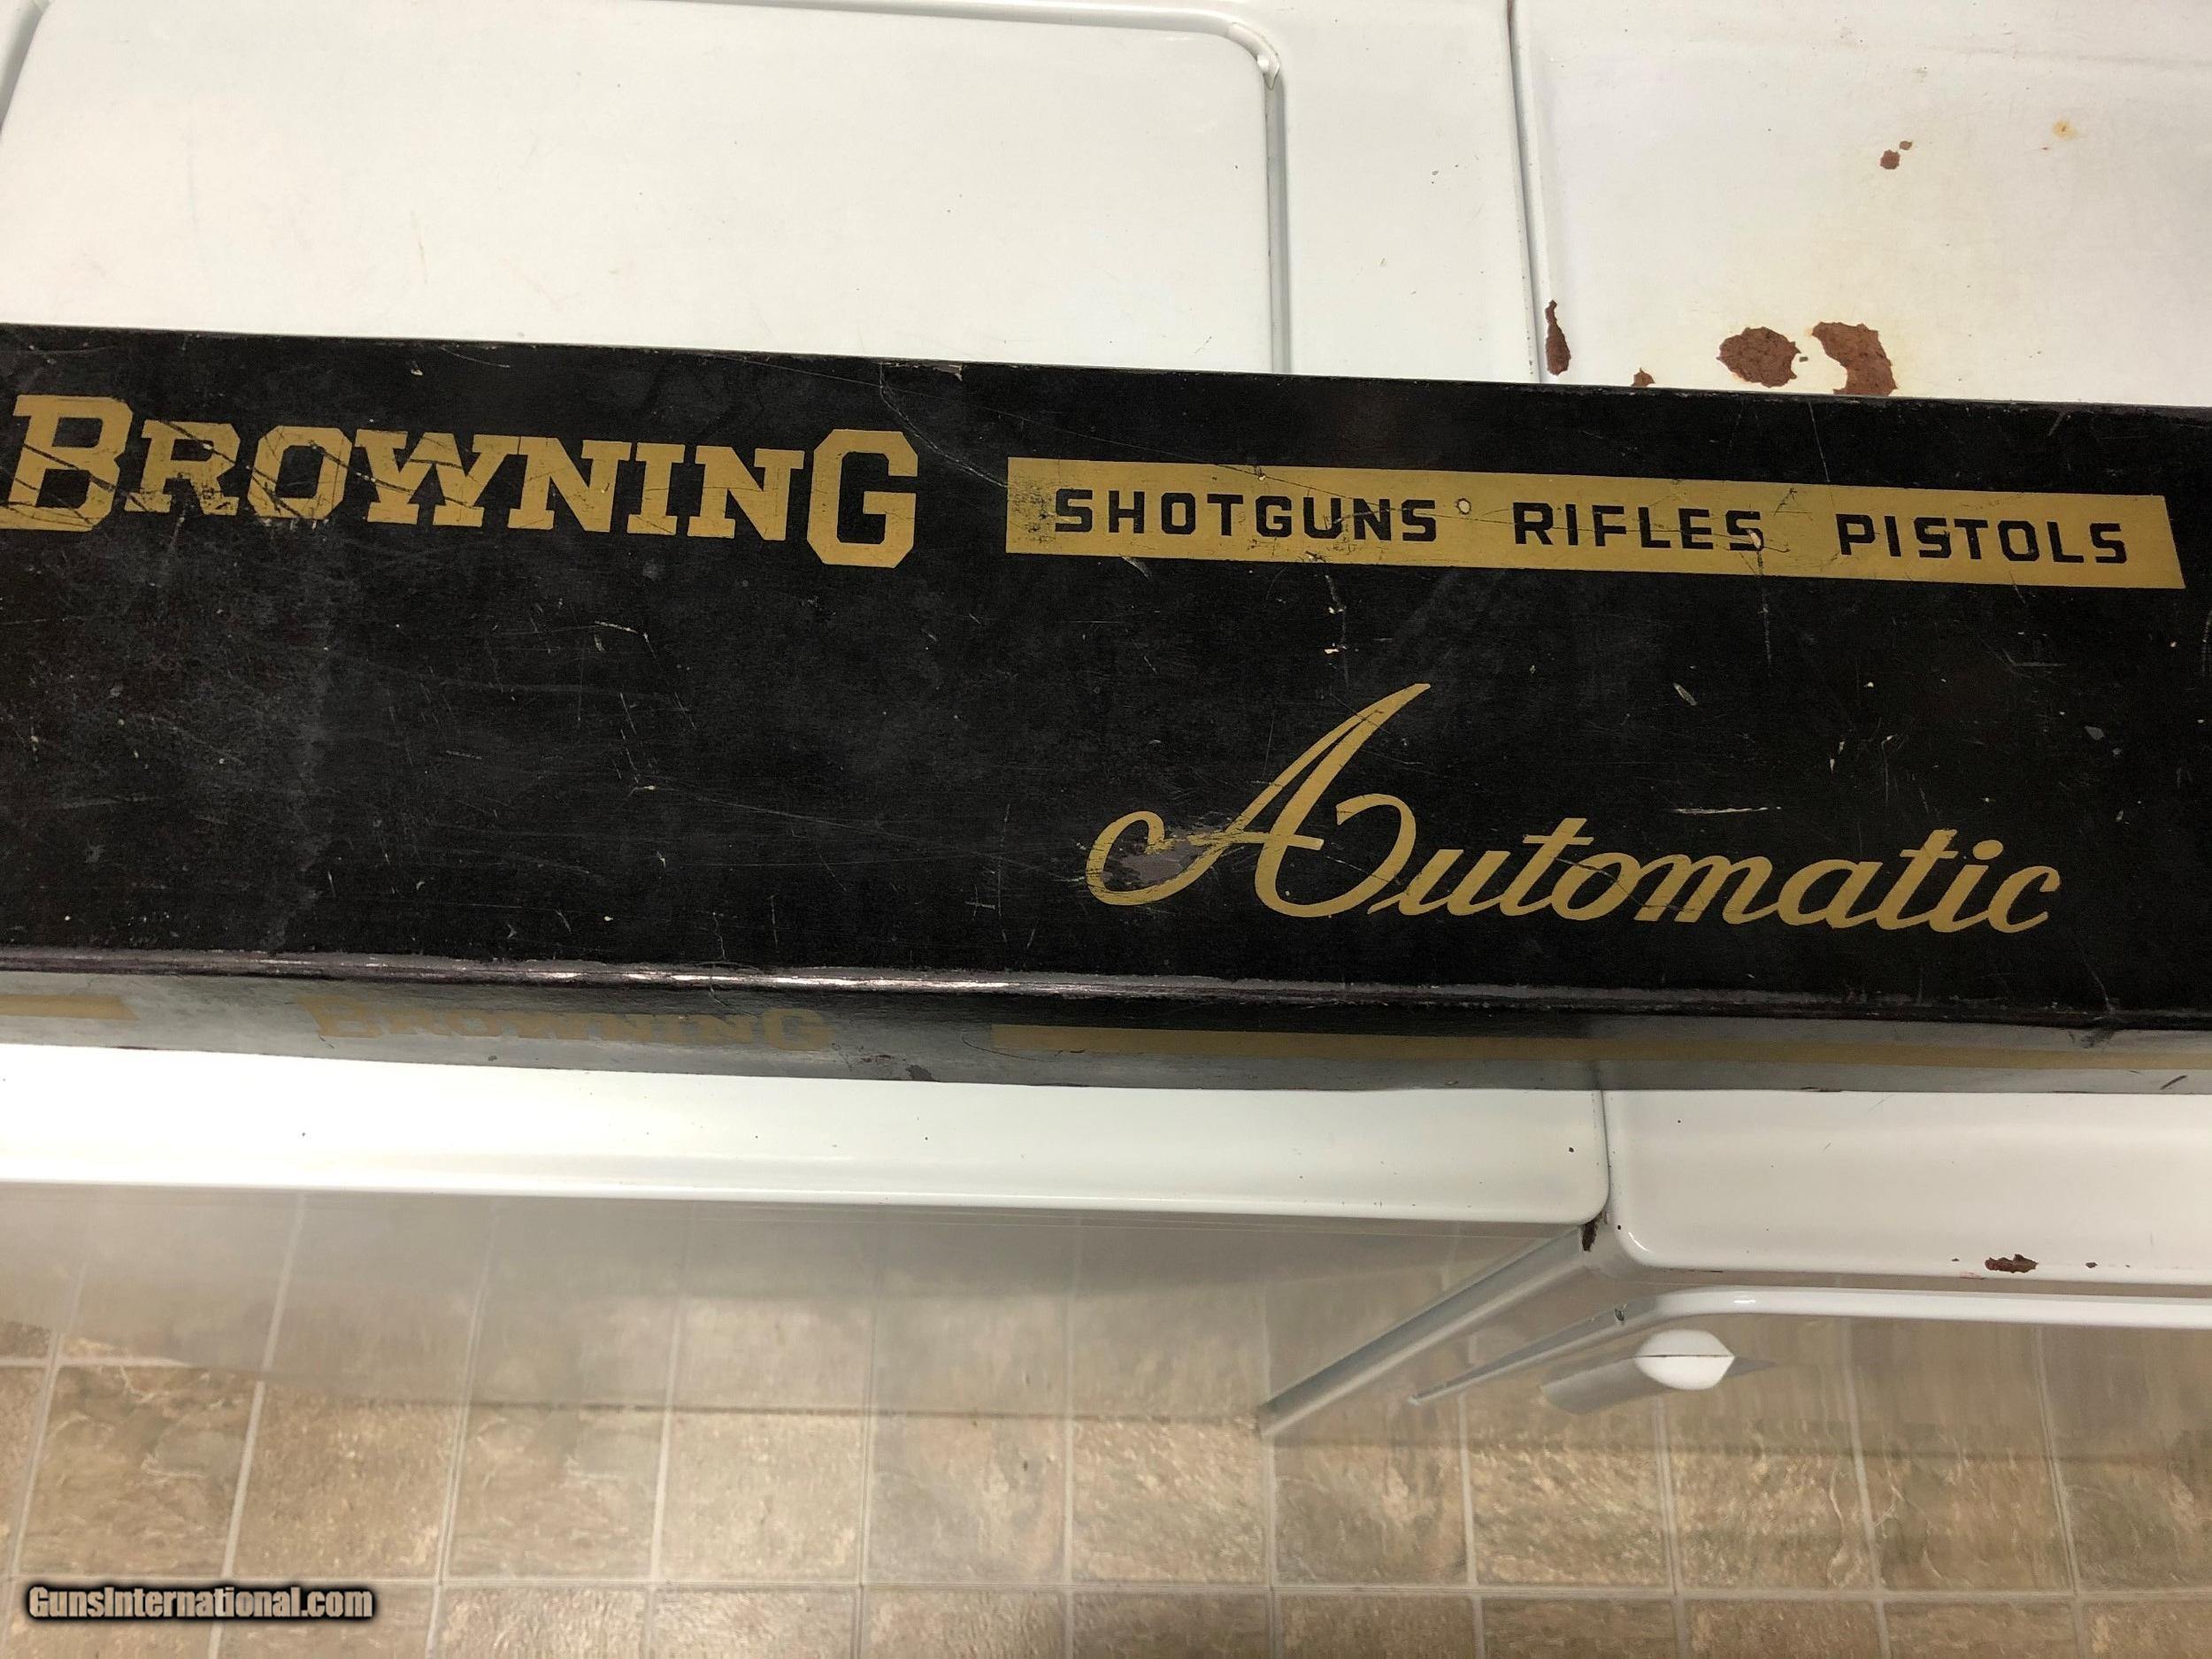 BROWNING SHOTGUNS RIFLES PISTOLS
Automatic
BROWNING
GunsInternational.com